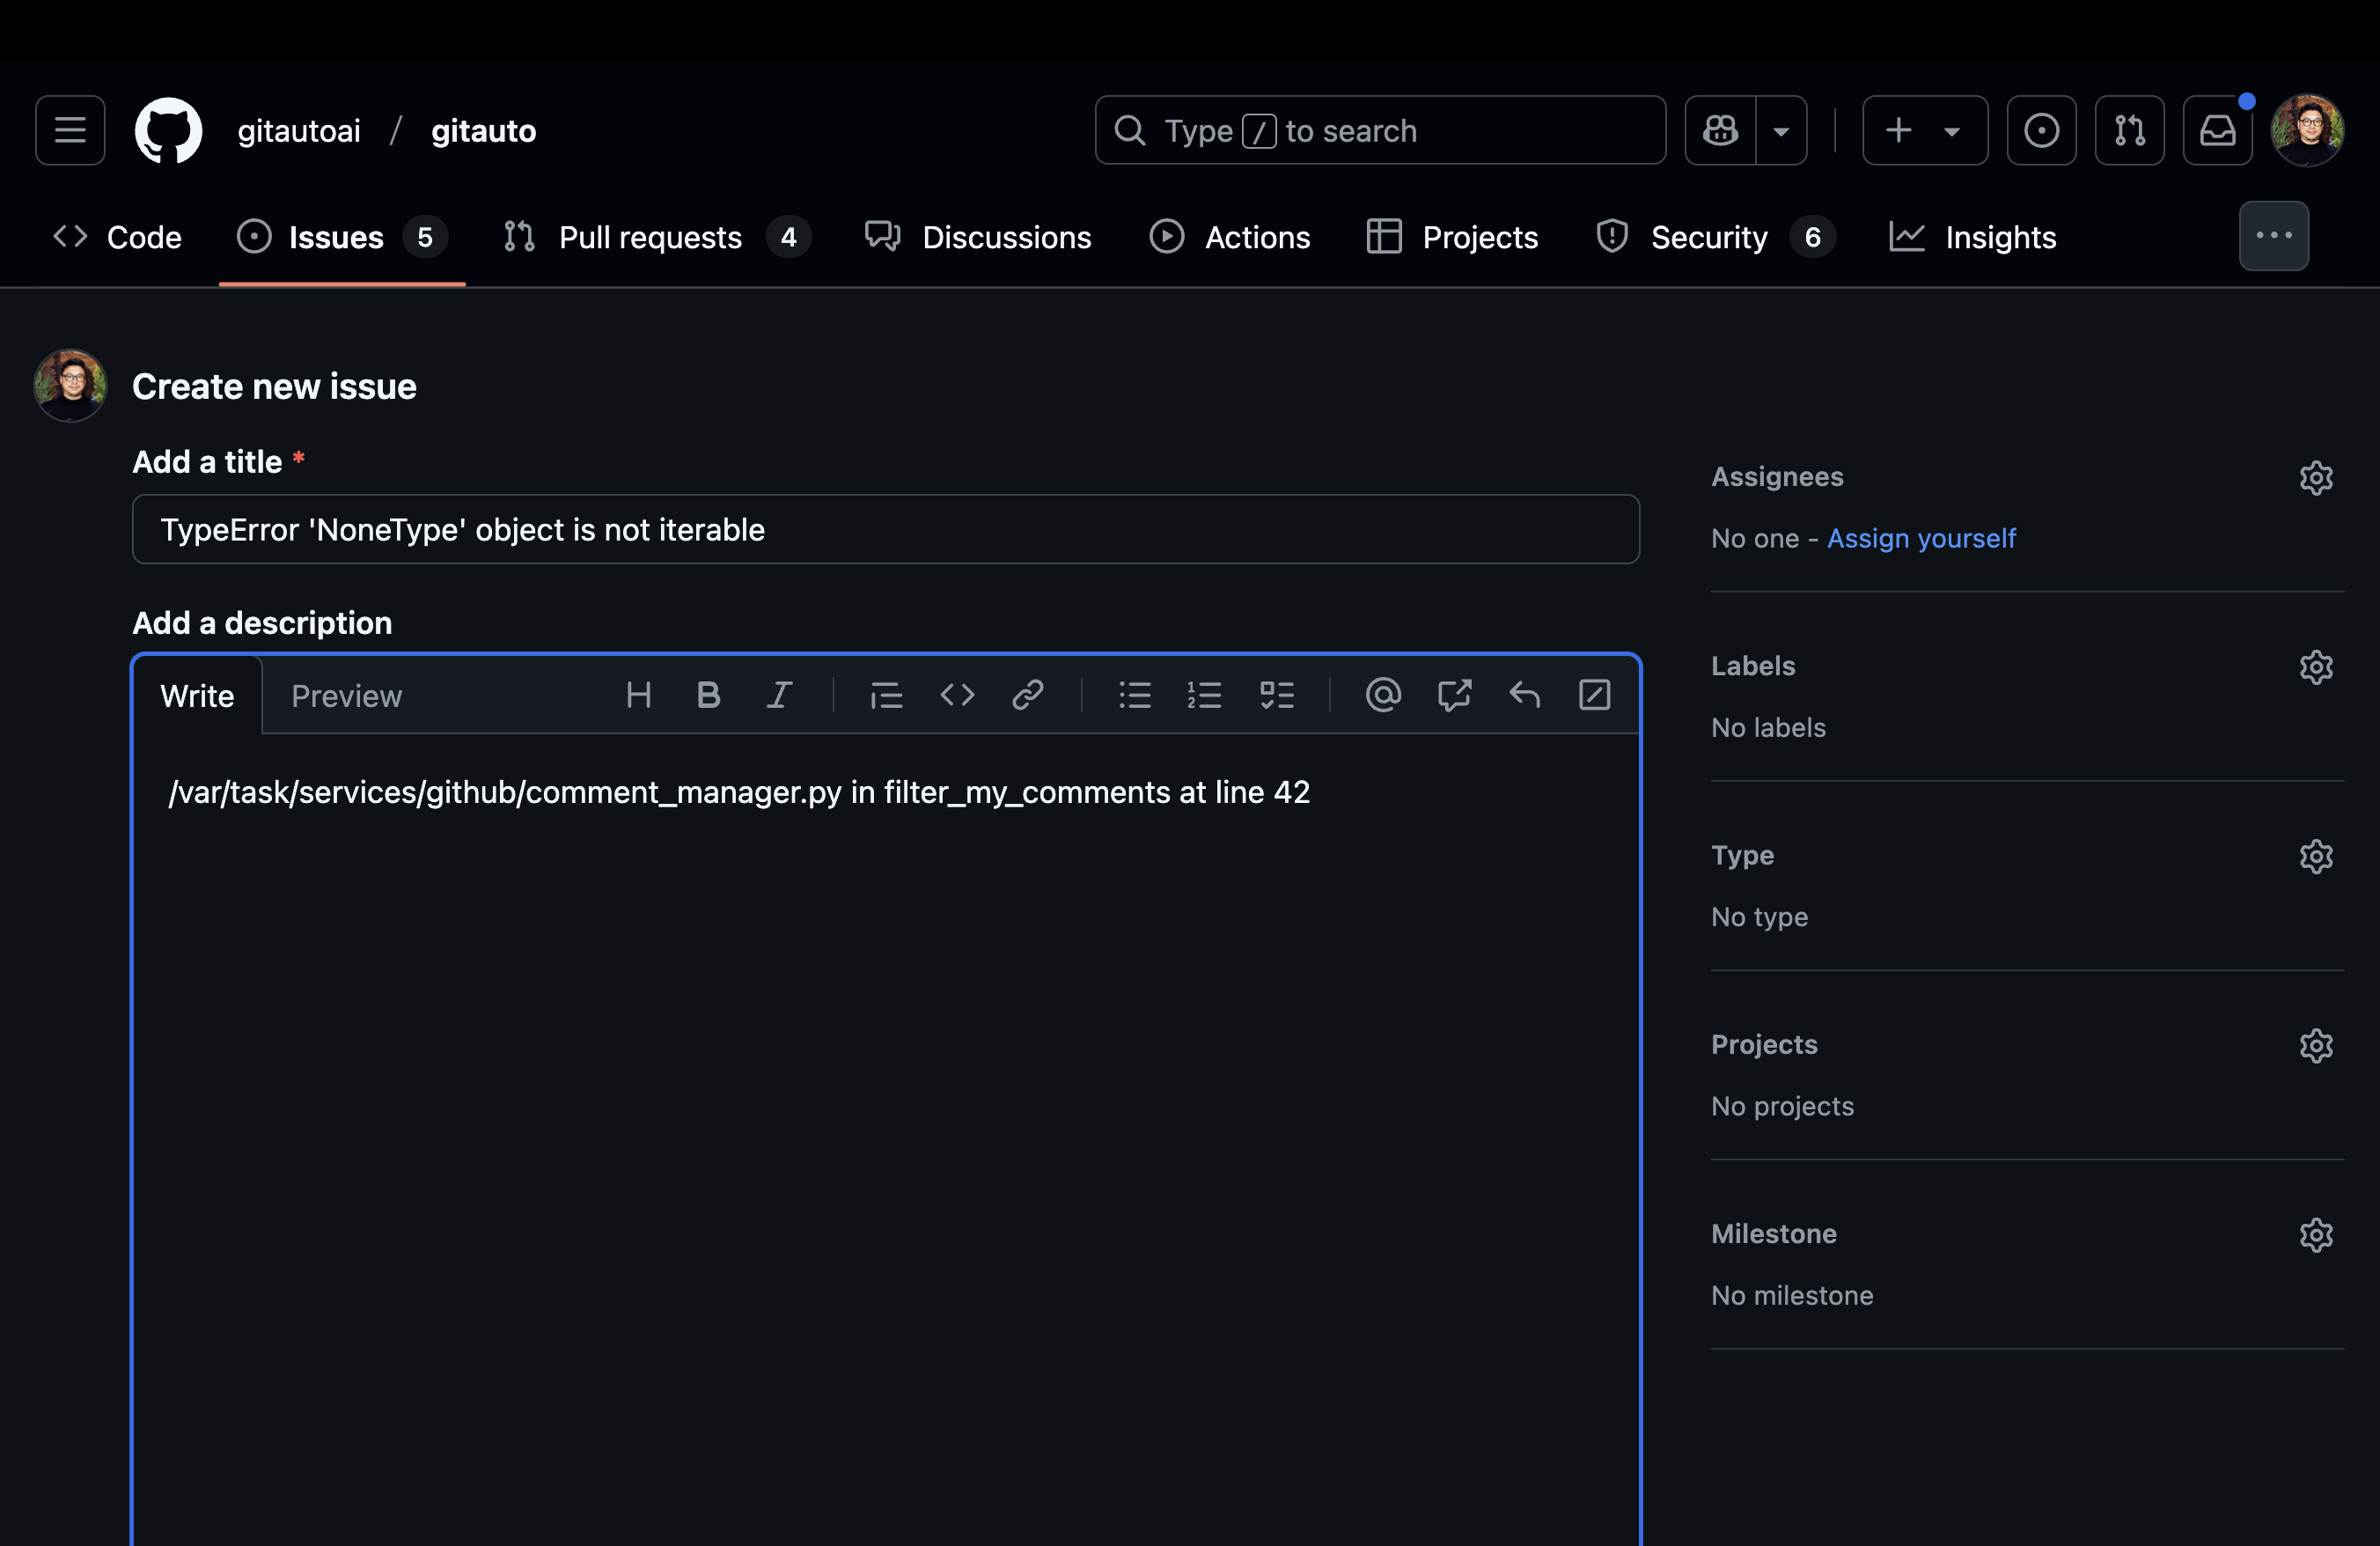 gitautoai / gitauto
Type / to search
Code
Issues 5
Pull requests 4
Discussions
Actions
Projects
Security 6
Insights
Create new issue
Add a title *
TypeError 'NoneType' object is not iterable
Add a description
Write
Preview
/var/task/services/github/comment_manager.py in filter_my_comments at line 42
Assignees
No one - Assign yourself
Labels
No labels
Type
No type
Projects
No projects
Milestone
No milestone